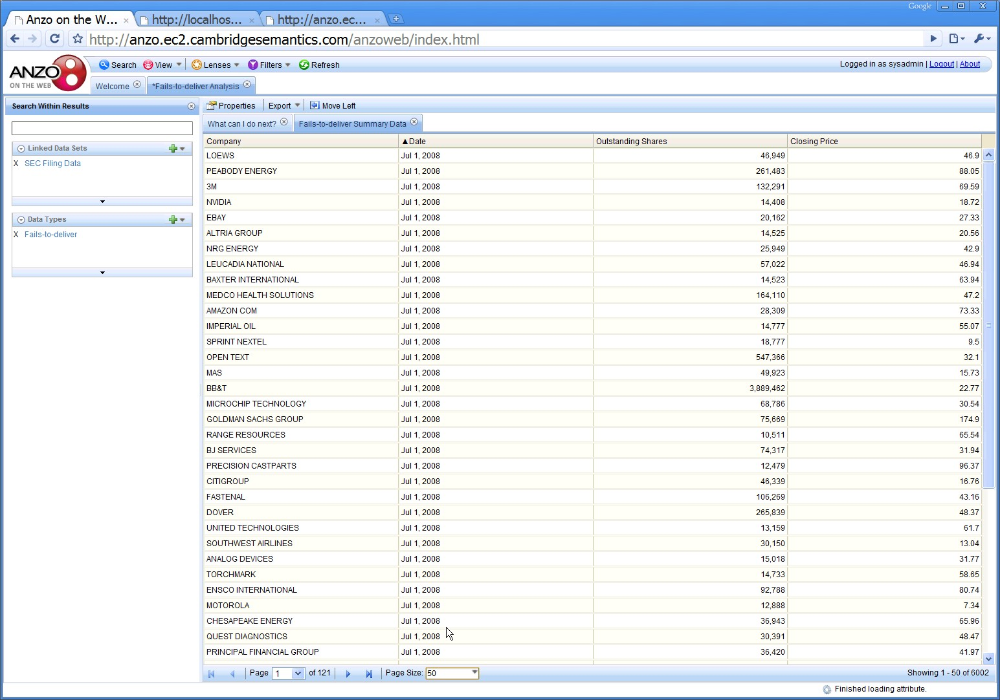 Google
Anzo on the W... http://localhos... http://anzo.ec...
http://anzo.ec2.cambridgesemantics.com/anzoweb/index.html
ANZO
ON THE WEB
Search View Lenses Filters Refresh
Logged in as sysadmin | Logout | About
Welcome *Fails-to-deliver Analysis
Search Within Results
Linked Data Sets
X SEC Filing Data
Data Types
X Fails-to-deliver
Properties Export Move Left
What can I do next? Fails-to-deliver Summary Data
Company ▲Date Outstanding Shares Closing Price
LOEWS Jul 1, 2008 46,949 46.9
PEABODY ENERGY Jul 1, 2008 261,483 88.05
3M Jul 1, 2008 132,291 69.59
NVIDIA Jul 1, 2008 14,408 18.72
EBAY Jul 1, 2008 20,162 27.33
ALTRIA GROUP Jul 1, 2008 14,525 20.56
NRG ENERGY Jul 1, 2008 25,949 42.9
LEUCADIA NATIONAL Jul 1, 2008 57,022 46.94
BAXTER INTERNATIONAL Jul 1, 2008 14,523 63.94
MEDCO HEALTH SOLUTIONS Jul 1, 2008 164,110 47.2
AMAZON COM Jul 1, 2008 28,309 73.33
IMPERIAL OIL Jul 1, 2008 14,777 55.07
SPRINT NEXTEL Jul 1, 2008 18,777 9.5
OPEN TEXT Jul 1, 2008 547,366 32.1
MAS Jul 1, 2008 49,923 15.73
BB&T Jul 1, 2008 3,889,462 22.77
MICROCHIP TECHNOLOGY Jul 1, 2008 68,786 30.54
GOLDMAN SACHS GROUP Jul 1, 2008 75,669 174.9
RANGE RESOURCES Jul 1, 2008 10,511 65.54
BJ SERVICES Jul 1, 2008 74,317 31.94
PRECISION CASTPARTS Jul 1, 2008 12,479 96.37
CITIGROUP Jul 1, 2008 46,339 16.76
FASTENAL Jul 1, 2008 106,269 43.16
DOVER Jul 1, 2008 265,839 48.37
UNITED TECHNOLOGIES Jul 1, 2008 13,159 61.7
SOUTHWEST AIRLINES Jul 1, 2008 30,150 13.04
ANALOG DEVICES Jul 1, 2008 15,018 31.77
TORCHMARK Jul 1, 2008 14,733 58.65
ENSCO INTERNATIONAL Jul 1, 2008 92,788 80.74
MOTOROLA Jul 1, 2008 12,888 7.34
CHESAPEAKE ENERGY Jul 1, 2008 36,943 65.96
QUEST DIAGNOSTICS Jul 1, 2008 30,391 48.47
PRINCIPAL FINANCIAL GROUP Jul 1, 2008 36,420 41.97
Page 1 of 121 Page Size: 50 Showing 1 - 50 of 6002
Finished loading attribute.